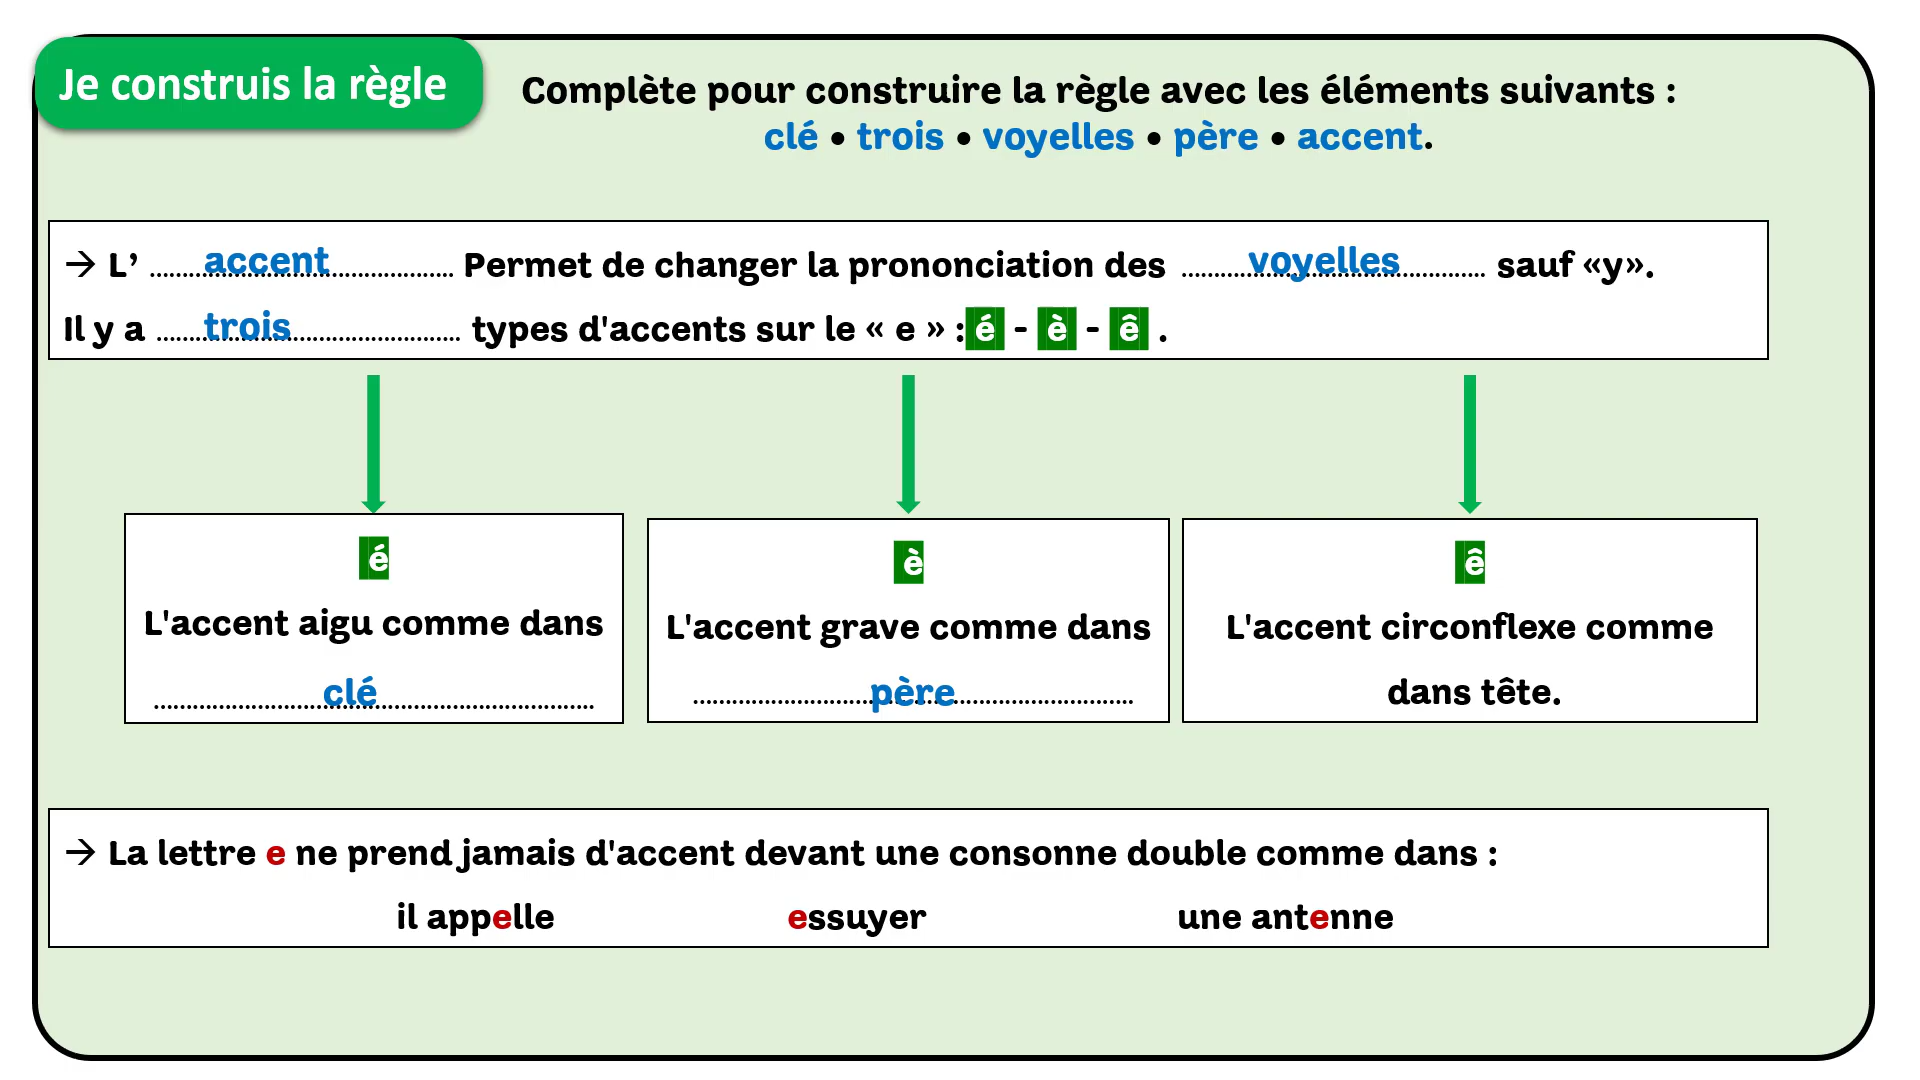 Je construis la règle
Complète pour construire la règle avec les éléments suivants :
clé • trois • voyelles • père • accent.
→ L’ accent Permet de changer la prononciation des voyelles sauf «y».
Il y a trois types d'accents sur le « e » : é - è - ê .
é
L'accent aigu comme dans
clé
è
L'accent grave comme dans
père
ê
L'accent circonflexe comme
dans tête.
→ La lettre e ne prend jamais d'accent devant une consonne double comme dans :
il appelle essuyer une antenne